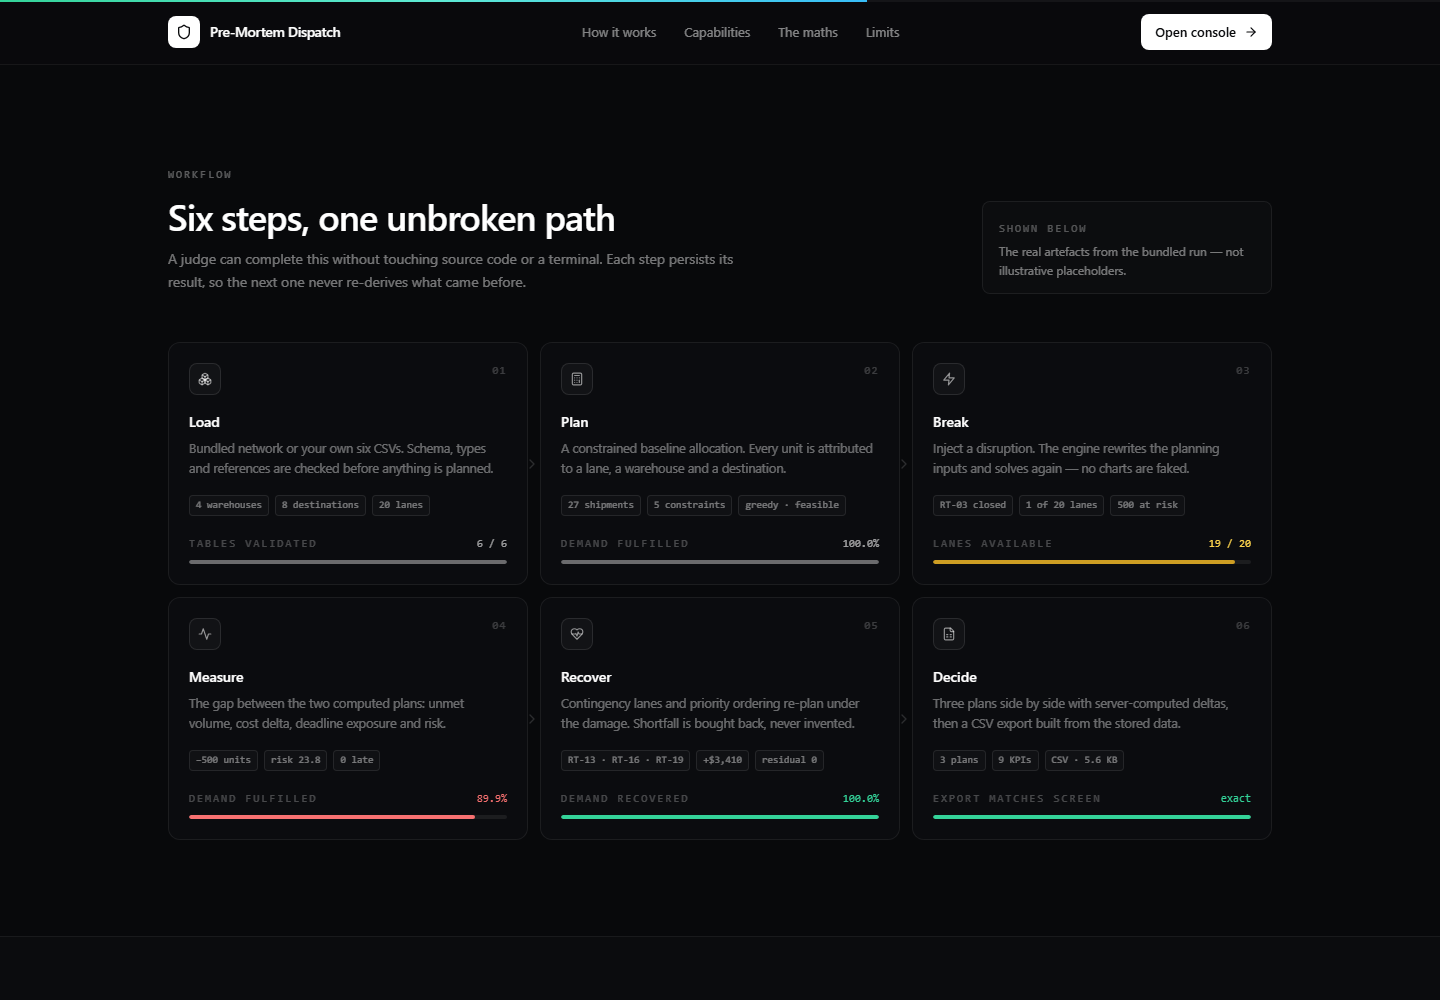 Pre-Mortem Dispatch
How it works
Capabilities
The maths
Limits
Open console
WORKFLOW
Six steps, one unbroken path
A judge can complete this without touching source code or a terminal. Each step persists its
result, so the next one never re-derives what came before.
SHOWN BELOW
The real artefacts from the bundled run — not
illustrative placeholders.
01
Load
Bundled network or your own six CSVs. Schema, types
and references are checked before anything is planned.
4 warehouses
8 destinations
20 lanes
TABLES VALIDATED
6 / 6
02
Plan
A constrained baseline allocation. Every unit is attributed
to a lane, a warehouse and a destination.
27 shipments
5 constraints
greedy · feasible
DEMAND FULFILLED
100.0%
03
Break
Inject a disruption. The engine rewrites the planning
inputs and solves again — no charts are faked.
RT-03 closed
1 of 20 lanes
500 at risk
LANES AVAILABLE
19 / 20
04
Measure
The gap between the two computed plans: unmet
volume, cost delta, deadline exposure and risk.
−500 units
risk 23.8
0 late
DEMAND FULFILLED
89.9%
05
Recover
Contingency lanes and priority ordering re-plan under
the damage. Shortfall is bought back, never invented.
RT-13 · RT-16 · RT-19
+$3,410
residual 0
DEMAND RECOVERED
100.0%
06
Decide
Three plans side by side with server-computed deltas,
then a CSV export built from the stored data.
3 plans
9 KPIs
CSV · 5.6 KB
EXPORT MATCHES SCREEN
exact